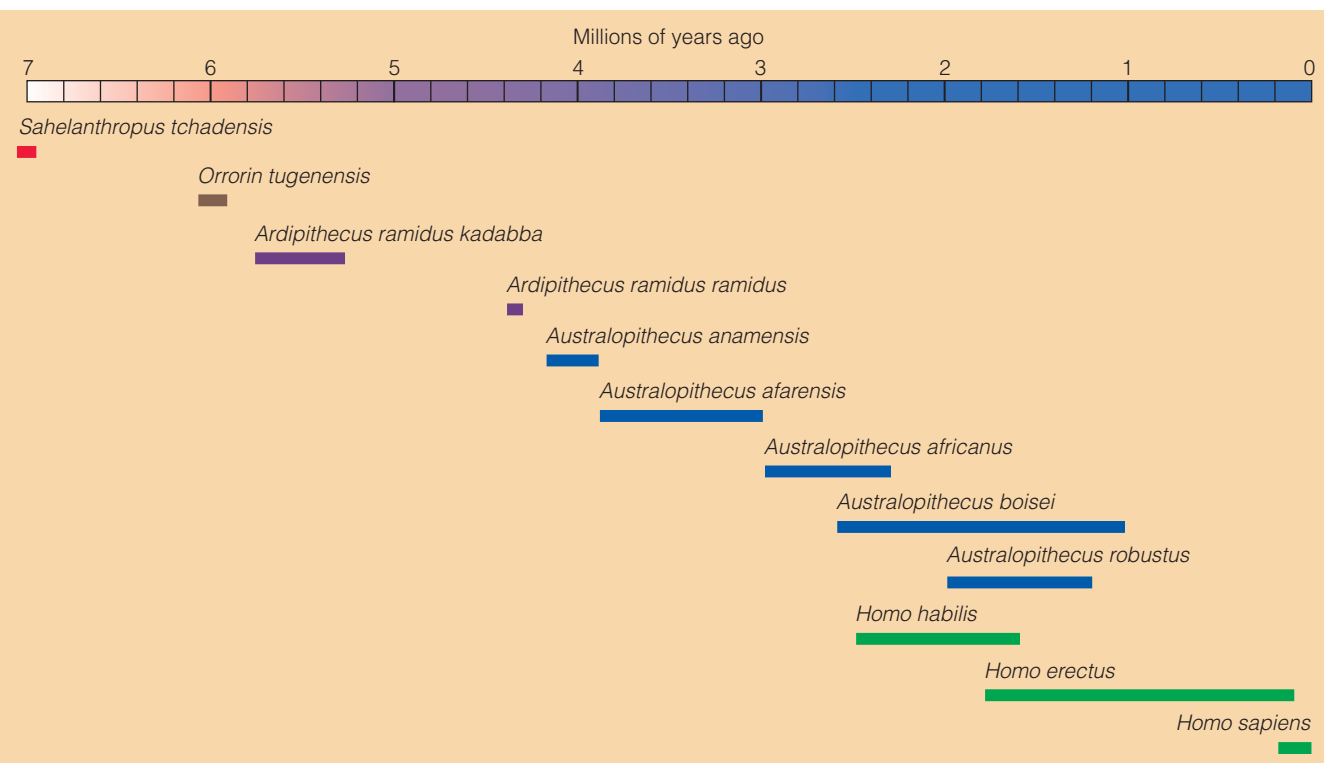 Millions of years ago
7 6 5 4 3 2 1 0
Sahelanthropus tchadensis
Orrorin tugenensis
Ardipithecus ramidus kadabba
Ardipithecus ramidus ramidus
Australopithecus anamensis
Australopithecus afarensis
Australopithecus africanus
Australopithecus boisei
Australopithecus robustus
Homo habilis
Homo erectus
Homo sapiens